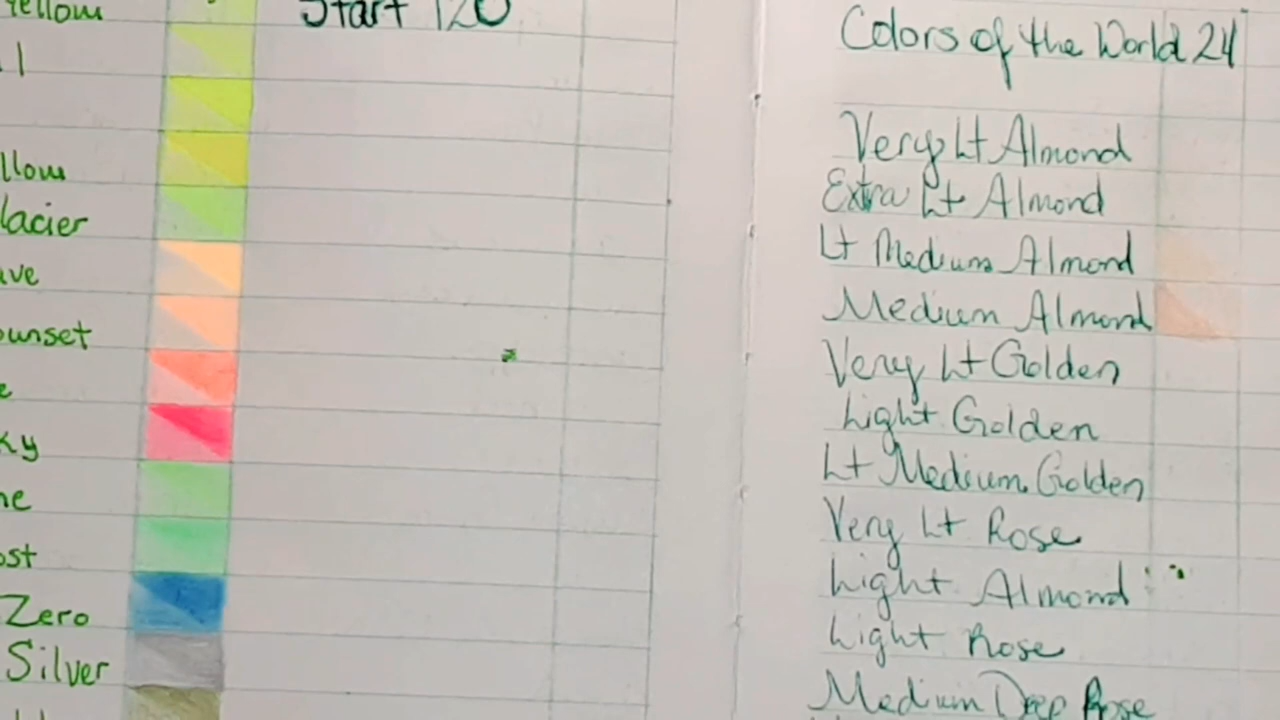 Yellow
Start 120
l
llow
lacier
ave
unset
e
ky
ne
ost
Zero
Silver
Colors of the World 24
Very Lt Almond
Extra Lt Almond
Lt Medium Almond
Medium Almond
Very Lt Golden
Light Golden
Lt Medium Golden
Very Lt Rose
Light Almond
Light Rose
Medium Deep Rose